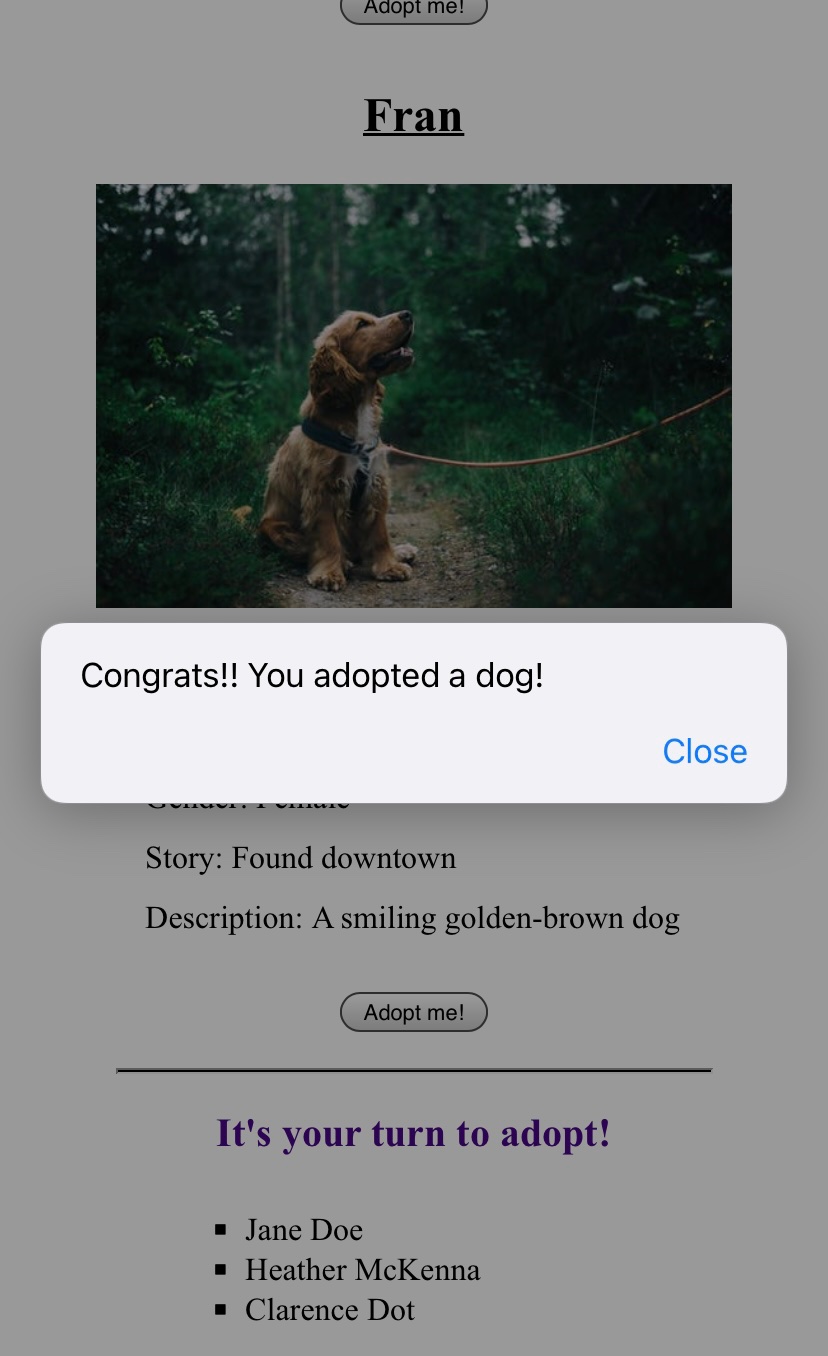 Adopt me!
Fran
Congrats!! You adopted a dog!
Close
Gender: Female
Story: Found downtown
Description: A smiling golden-brown dog
Adopt me!
It's your turn to adopt!
Jane Doe
Heather McKenna
Clarence Dot